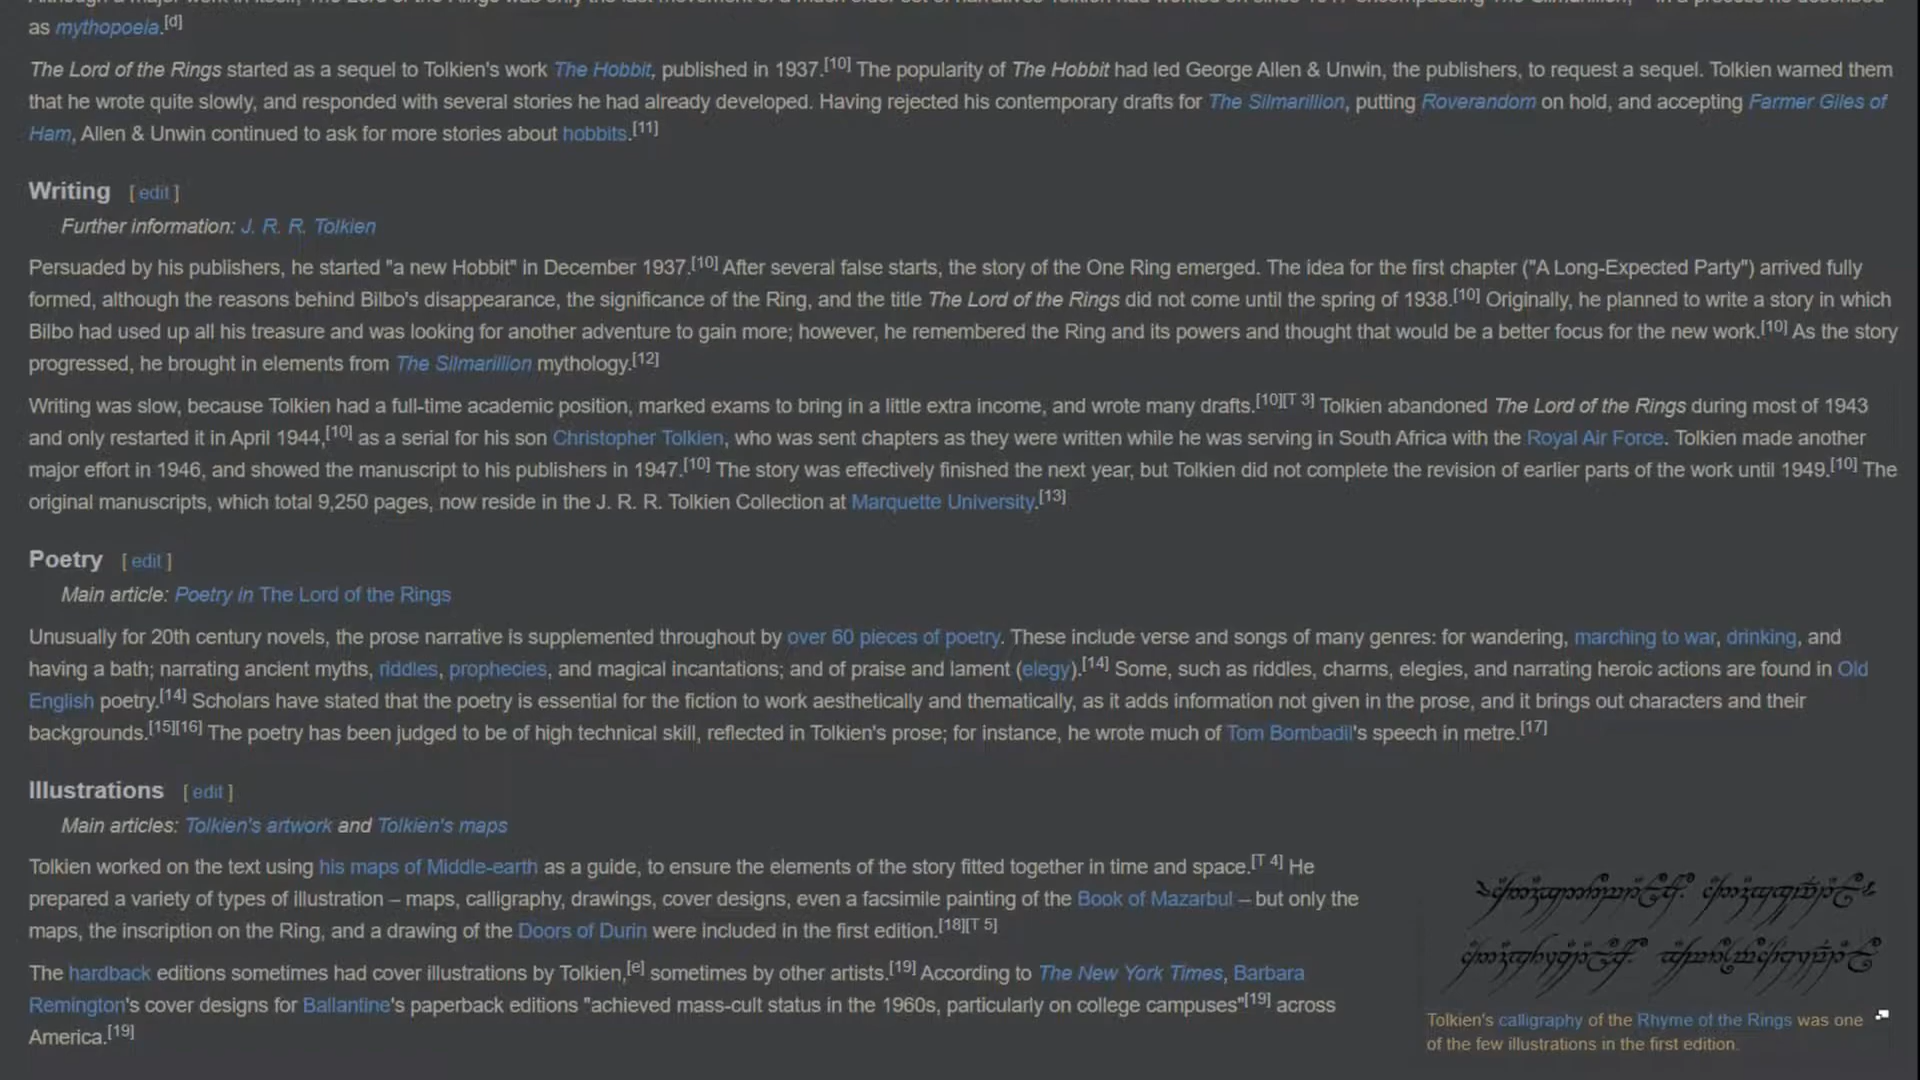 as mythopoeia.[d]
The Lord of the Rings started as a sequel to Tolkien's work The Hobbit, published in 1937.[10] The popularity of The Hobbit had led George Allen & Unwin, the publishers, to request a sequel. Tolkien warned them
that he wrote quite slowly, and responded with several stories he had already developed. Having rejected his contemporary drafts for The Silmarillion, putting Roverandom on hold, and accepting Farmer Giles of
Ham, Allen & Unwin continued to ask for more stories about hobbits.[11]
Writing [ edit ]
Further information: J. R. R. Tolkien
Persuaded by his publishers, he started "a new Hobbit" in December 1937.[10] After several false starts, the story of the One Ring emerged. The idea for the first chapter ("A Long-Expected Party") arrived fully
formed, although the reasons behind Bilbo's disappearance, the significance of the Ring, and the title The Lord of the Rings did not come until the spring of 1938.[10] Originally, he planned to write a story in which
Bilbo had used up all his treasure and was looking for another adventure to gain more; however, he remembered the Ring and its powers and thought that would be a better focus for the new work.[10] As the story
progressed, he brought in elements from The Silmarillion mythology.[12]
Writing was slow, because Tolkien had a full-time academic position, marked exams to bring in a little extra income, and wrote many drafts.[10][T 3] Tolkien abandoned The Lord of the Rings during most of 1943
and only restarted it in April 1944,[10] as a serial for his son Christopher Tolkien, who was sent chapters as they were written while he was serving in South Africa with the Royal Air Force. Tolkien made another
major effort in 1946, and showed the manuscript to his publishers in 1947.[10] The story was effectively finished the next year, but Tolkien did not complete the revision of earlier parts of the work until 1949.[10] The
original manuscripts, which total 9,250 pages, now reside in the J. R. R. Tolkien Collection at Marquette University.[13]
Poetry [ edit ]
Main article: Poetry in The Lord of the Rings
Unusually for 20th century novels, the prose narrative is supplemented throughout by over 60 pieces of poetry. These include verse and songs of many genres: for wandering, marching to war, drinking, and
having a bath; narrating ancient myths, riddles, prophecies, and magical incantations; and of praise and lament (elegy).[14] Some, such as riddles, charms, elegies, and narrating heroic actions are found in Old
English poetry.[14] Scholars have stated that the poetry is essential for the fiction to work aesthetically and thematically, as it adds information not given in the prose, and it brings out characters and their
backgrounds.[15][16] The poetry has been judged to be of high technical skill, reflected in Tolkien's prose; for instance, he wrote much of Tom Bombadil's speech in metre.[17]
Illustrations [ edit ]
Main articles: Tolkien's artwork and Tolkien's maps
Tolkien worked on the text using his maps of Middle-earth as a guide, to ensure the elements of the story fitted together in time and space.[T 4] He
prepared a variety of types of illustration – maps, calligraphy, drawings, cover designs, even a facsimile painting of the Book of Mazarbul – but only the
maps, the inscription on the Ring, and a drawing of the Doors of Durin were included in the first edition.[18][T 5]
The hardback editions sometimes had cover illustrations by Tolkien,[e] sometimes by other artists.[19] According to The New York Times, Barbara
Remington's cover designs for Ballantine's paperback editions "achieved mass-cult status in the 1960s, particularly on college campuses"[19] across
America.[19]
Tolkien's calligraphy of the Rhyme of the Rings was one
of the few illustrations in the first edition.